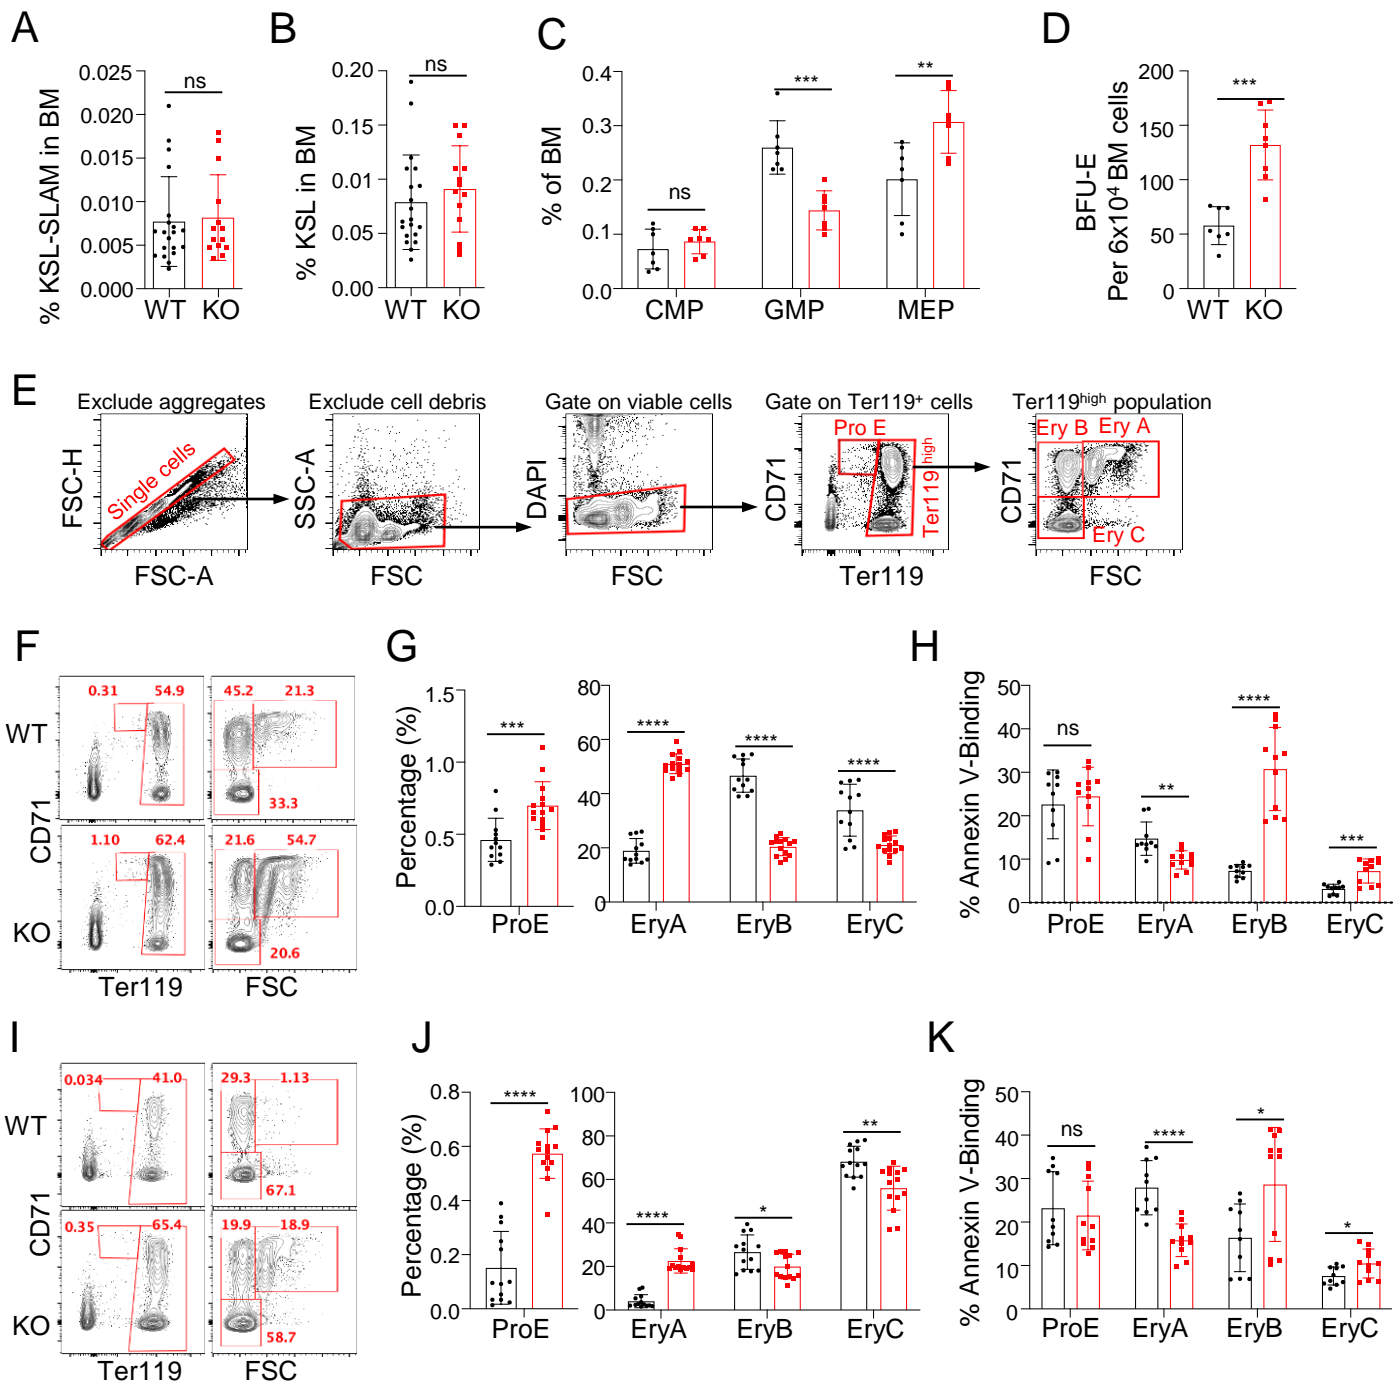 A
% KSL-SLAM in BM
0.025
0.020
0.015
0.010
0.005
0.000
ns
WT KO
B
% KSL in BM
0.20
0.15
0.01
0.05
0.00
ns
WT KO
C
% of BM
0.4
0.3
0.2
0.1
0.0
ns
***
**
CMP GMP MEP
D
BFU-E
Per 6x10⁴ BM cells
200
150
100
50
0
***
WT KO
E
Exclude aggregates
FSC-H
Single cells
FSC-A
Exclude cell debris
SSC-A
FSC
Gate on viable cells
DAPI
FSC
Gate on Ter119⁺ cells
Pro E
CD71
Ter119 high
Ter119
Ter119ʰⁱᵍʰ population
Ery B Ery A
CD71
Ery C
FSC
F
WT
0.31 54.9
45.2 21.3
33.3
CD71
KO
1.10 62.4
21.6 54.7
20.6
Ter119 FSC
G
Percentage (%)
1.5
1.0
0.5
0.0
***
ProE
80
60
40
20
0
****
****
****
EryA EryB EryC
H
% Annexin V-Binding
50
40
30
20
10
0
ns
**
****
***
ProE EryA EryB EryC
I
WT
0.034 41.0
29.3 1.13
67.1
CD71
KO
0.35 65.4
19.9 18.9
58.7
Ter119 FSC
J
Percentage (%)
0.8
0.6
0.4
0.2
0.0
****
ProE
100
80
60
40
20
0
****
*
**
EryA EryB EryC
K
% Annexin V-Binding
50
40
30
20
10
0
ns
****
*
*
ProE EryA EryB EryC